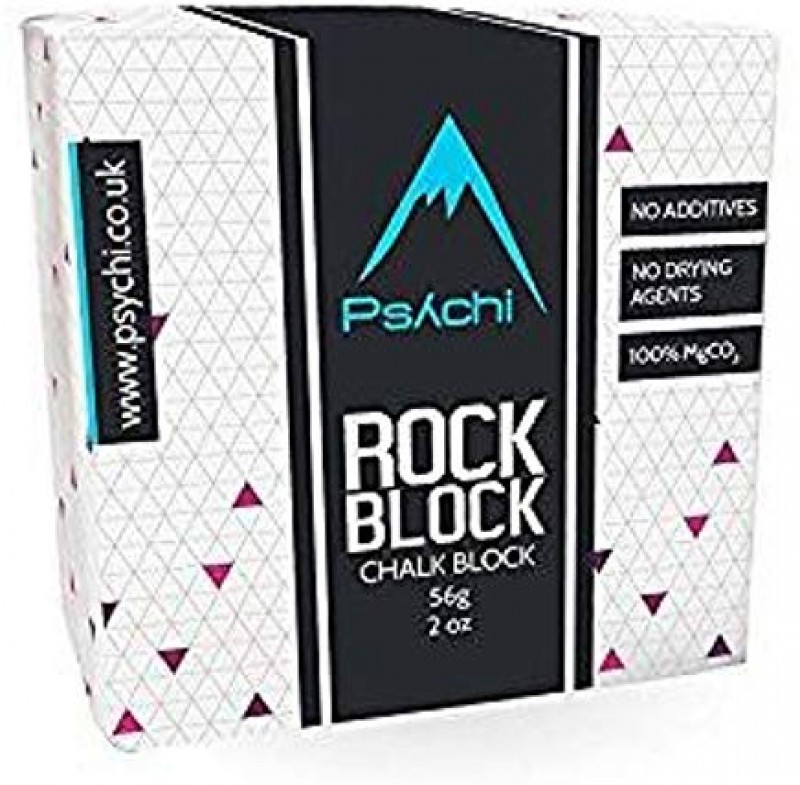 www.psychi.co.uk
Psychi
ROCK
BLOCK
CHALK BLOCK
56g
2 oz
NO ADDITIVES
NO DRYING
AGENTS
100% MgCO₃